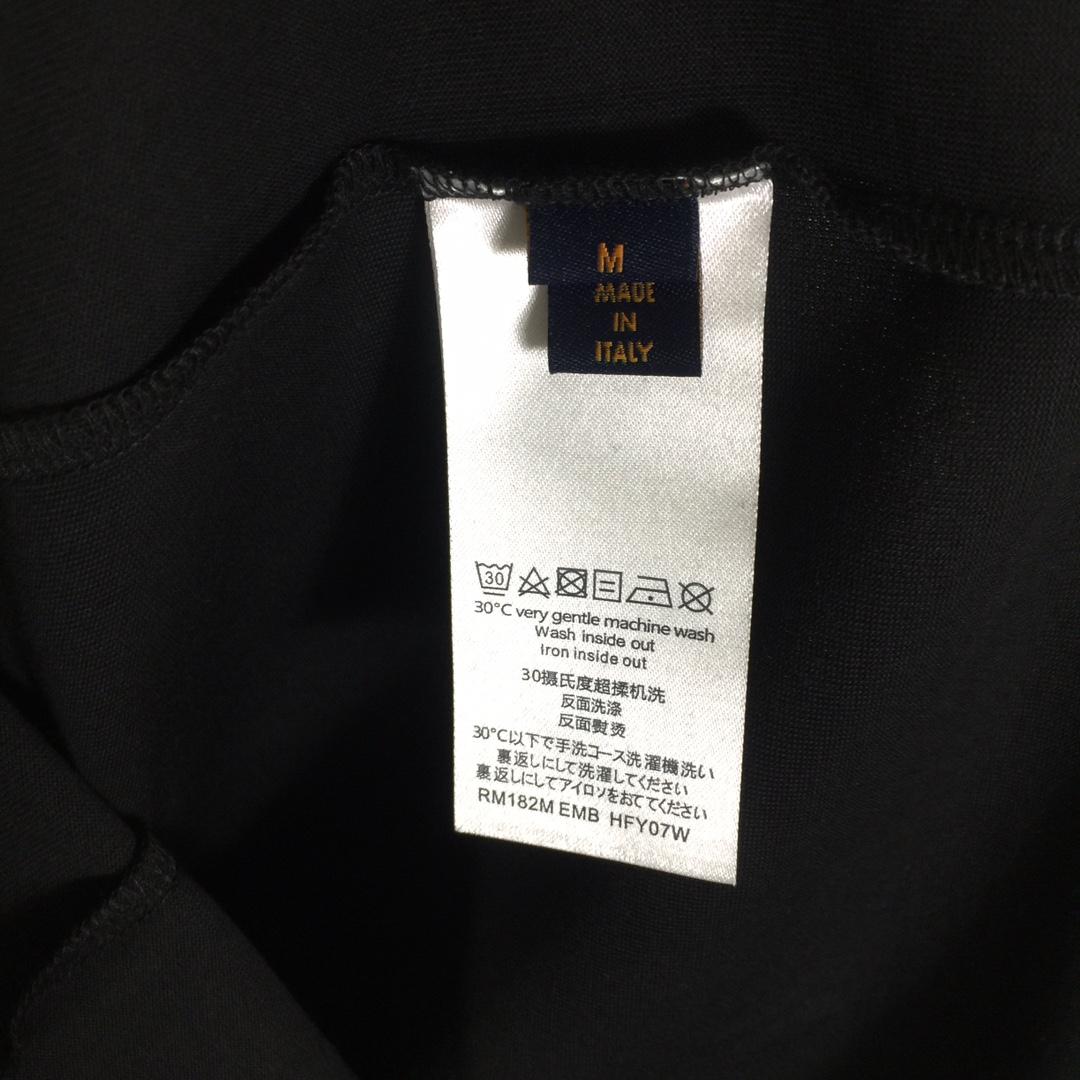 M
MADE
IN
ITALY
30
30°C very gentle machine wash
Wash inside out
Iron inside out
30摄氏度超揉机洗
反面洗涤
反面熨烫
30°C以下で手洗コース洗濯機洗い
裏返しにして洗濯してください
裏返しにしてアイロンをおててください
RM182M EMB HFY07W